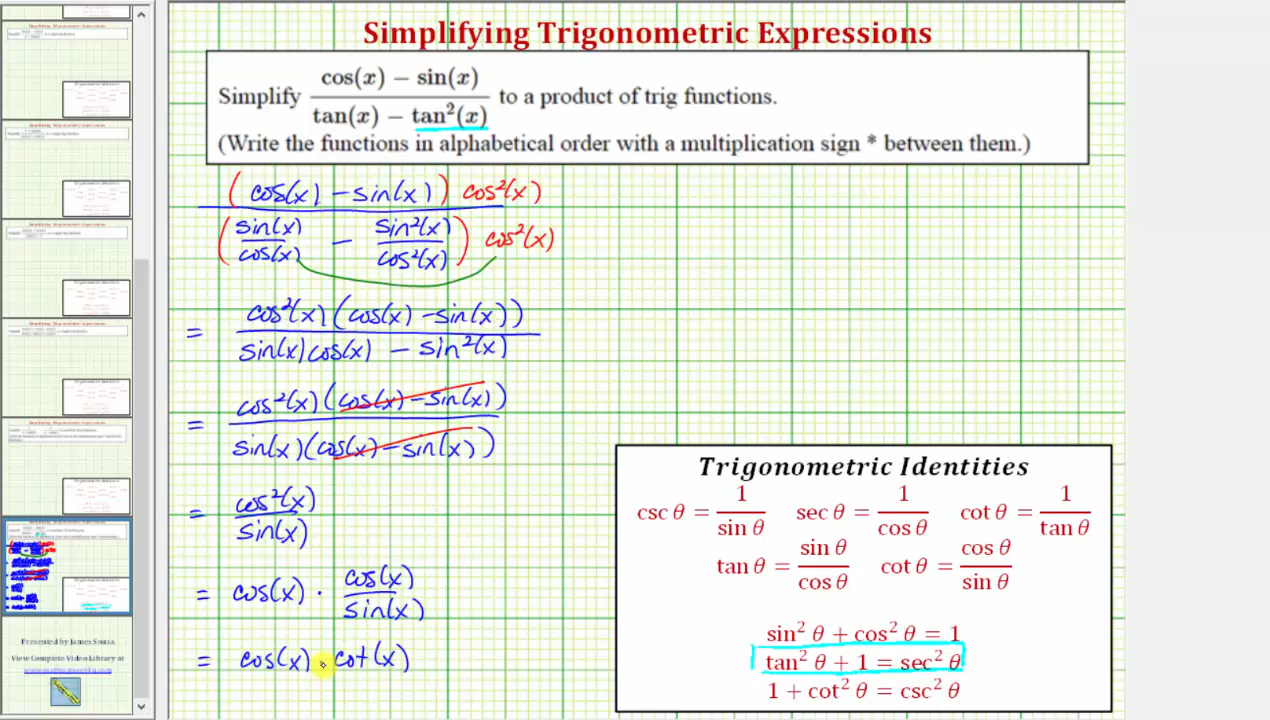 Simplifying Trigonometric Expressions
Simplify (cos(x) − sin(x)) / (tan(x) − tan²(x)) to a product of trig functions.
(Write the functions in alphabetical order with a multiplication sign * between them.)
(cos(x) − sin(x)) cos²(x)
(sin(x)/cos(x) − sin²(x)/cos²(x)) cos²(x)
= cos²(x)(cos(x) − sin(x)) / sin(x)cos(x) − sin²(x)
= cos²(x)(cos(x) − sin(x)) / sin(x)(cos(x) − sin(x))
= cos²(x) / sin(x)
= cos(x) · cos(x) / sin(x)
= cos(x) · cot(x)
Trigonometric Identities
csc θ = 1 / sin θ sec θ = 1 / cos θ cot θ = 1 / tan θ
tan θ = sin θ / cos θ cot θ = cos θ / sin θ
sin² θ + cos² θ = 1
tan² θ + 1 = sec² θ
1 + cot² θ = csc² θ
Presented by James Sousa
View Complete Video Library at